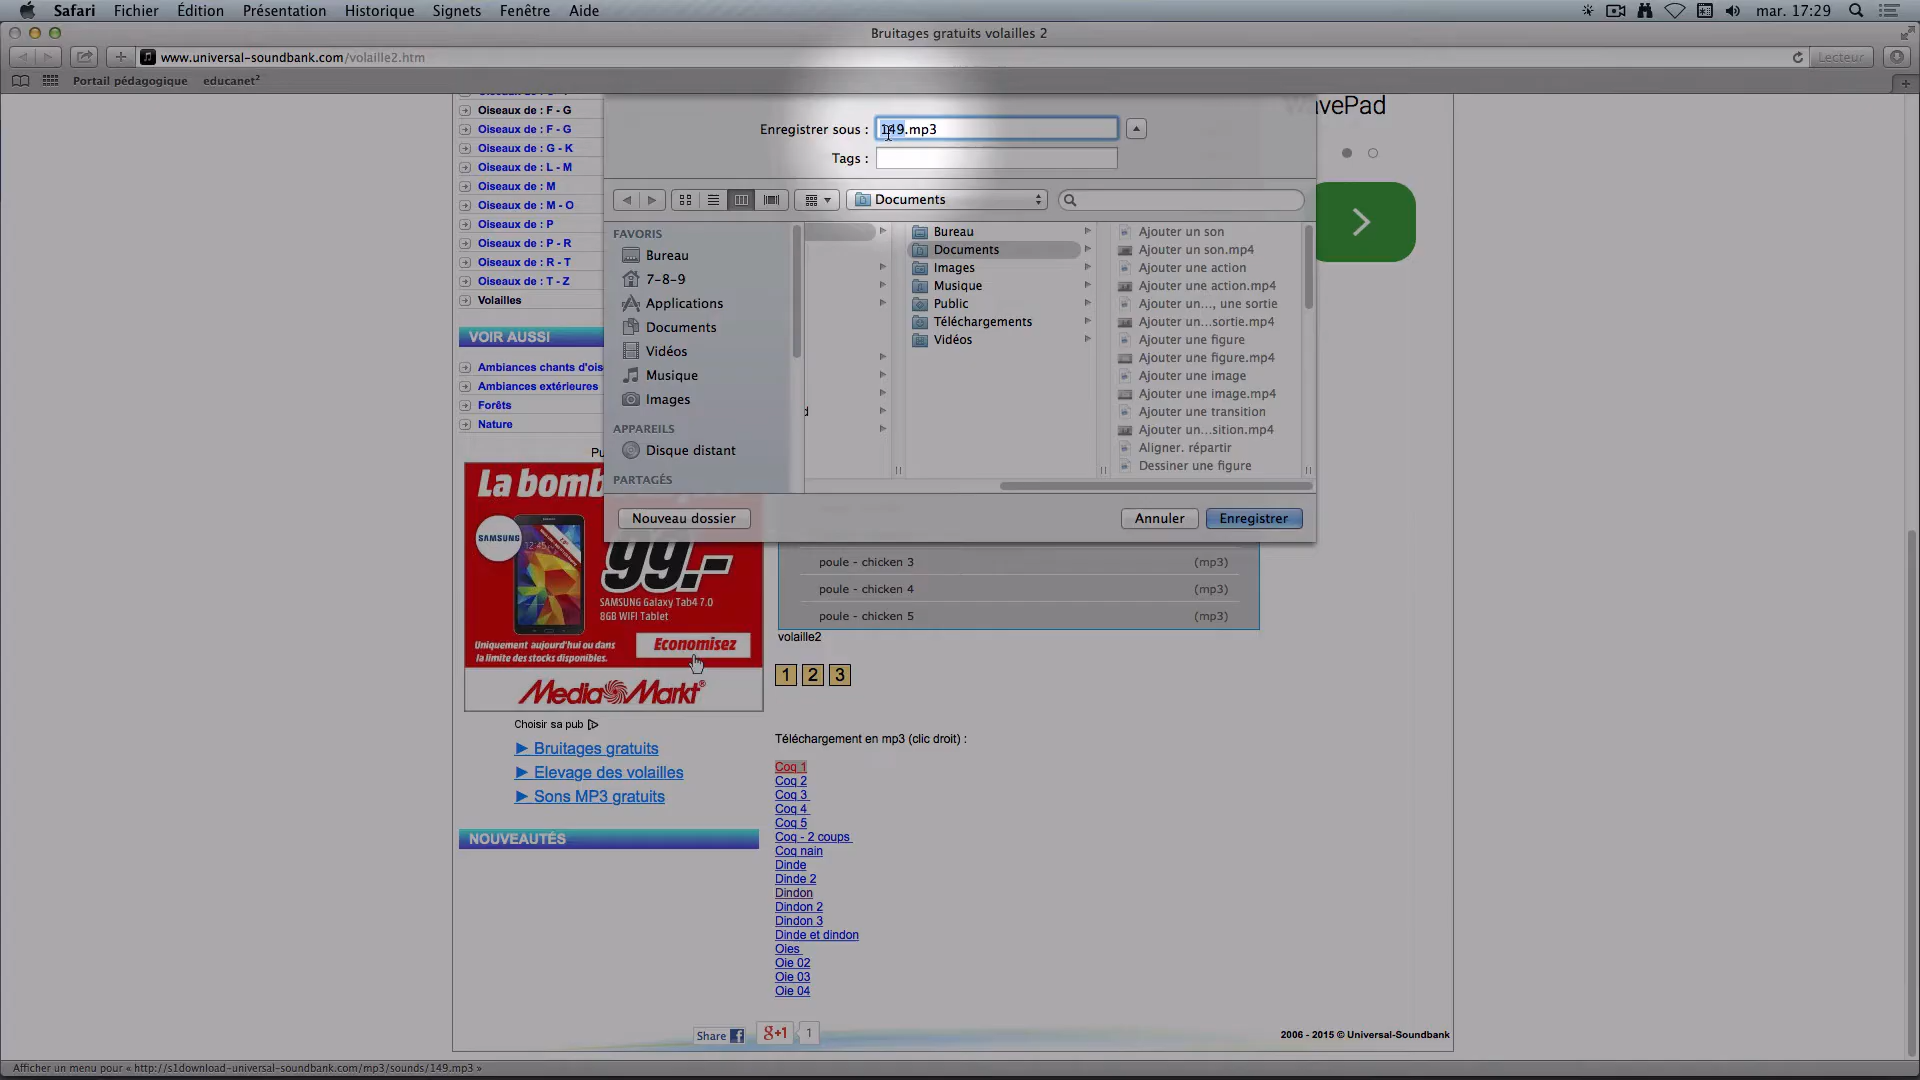 Safari Fichier Édition Présentation Historique Signets Fenêtre Aide mar. 17:29
Bruitages gratuits volailles 2
www.universal-soundbank.com/volaille2.htm Lecteur
Portail pédagogique educanet²
Oiseaux de : F - G
Oiseaux de : F - G
Oiseaux de : G - K
Oiseaux de : L - M
Oiseaux de : M
Oiseaux de : M - O
Oiseaux de : P
Oiseaux de : P - R
Oiseaux de : R - T
Oiseaux de : T - Z
Volailles
VOIR AUSSI
Ambiances chants d'ois
Ambiances extérieures
Forêts
Nature
Pu
WavePad
Enregistrer sous : 149.mp3
Tags :
Documents
FAVORIS
Bureau
7-8-9
Applications
Documents
Vidéos
Musique
Images
APPAREILS
Disque distant
PARTAGÉS
d
Bureau
Documents
Images
Musique
Public
Téléchargements
Vidéos
Ajouter un son
Ajouter un son.mp4
Ajouter une action
Ajouter une action.mp4
Ajouter un..., une sortie
Ajouter un...sortie.mp4
Ajouter une figure
Ajouter une figure.mp4
Ajouter une image
Ajouter une image.mp4
Ajouter une transition
Ajouter un...sition.mp4
Aligner. répartir
Dessiner une figure
Nouveau dossier Annuler Enregistrer
La bomb
SAMSUNG
12:45
99.-
SAMSUNG Galaxy Tab4 7.0
8GB WIFI Tablet
Uniquement aujourd'hui ou dans
la limite des stocks disponibles.
Economisez
Media Markt
Choisir sa pub
► Bruitages gratuits
► Elevage des volailles
► Sons MP3 gratuits
NOUVEAUTÉS
poule - chicken 3 (mp3)
poule - chicken 4 (mp3)
poule - chicken 5 (mp3)
volaille2
1 2 3
Téléchargement en mp3 (clic droit) :
Coq 1
Coq 2
Coq 3
Coq 4
Coq 5
Coq - 2 coups
Coq nain
Dinde
Dinde 2
Dindon
Dindon 2
Dindon 3
Dinde et dindon
Oies
Oie 02
Oie 03
Oie 04
Share g+1 1
2006 - 2015 © Universal-Soundbank
Afficher un menu pour « http://s1download-universal-soundbank.com/mp3/sounds/149.mp3 »